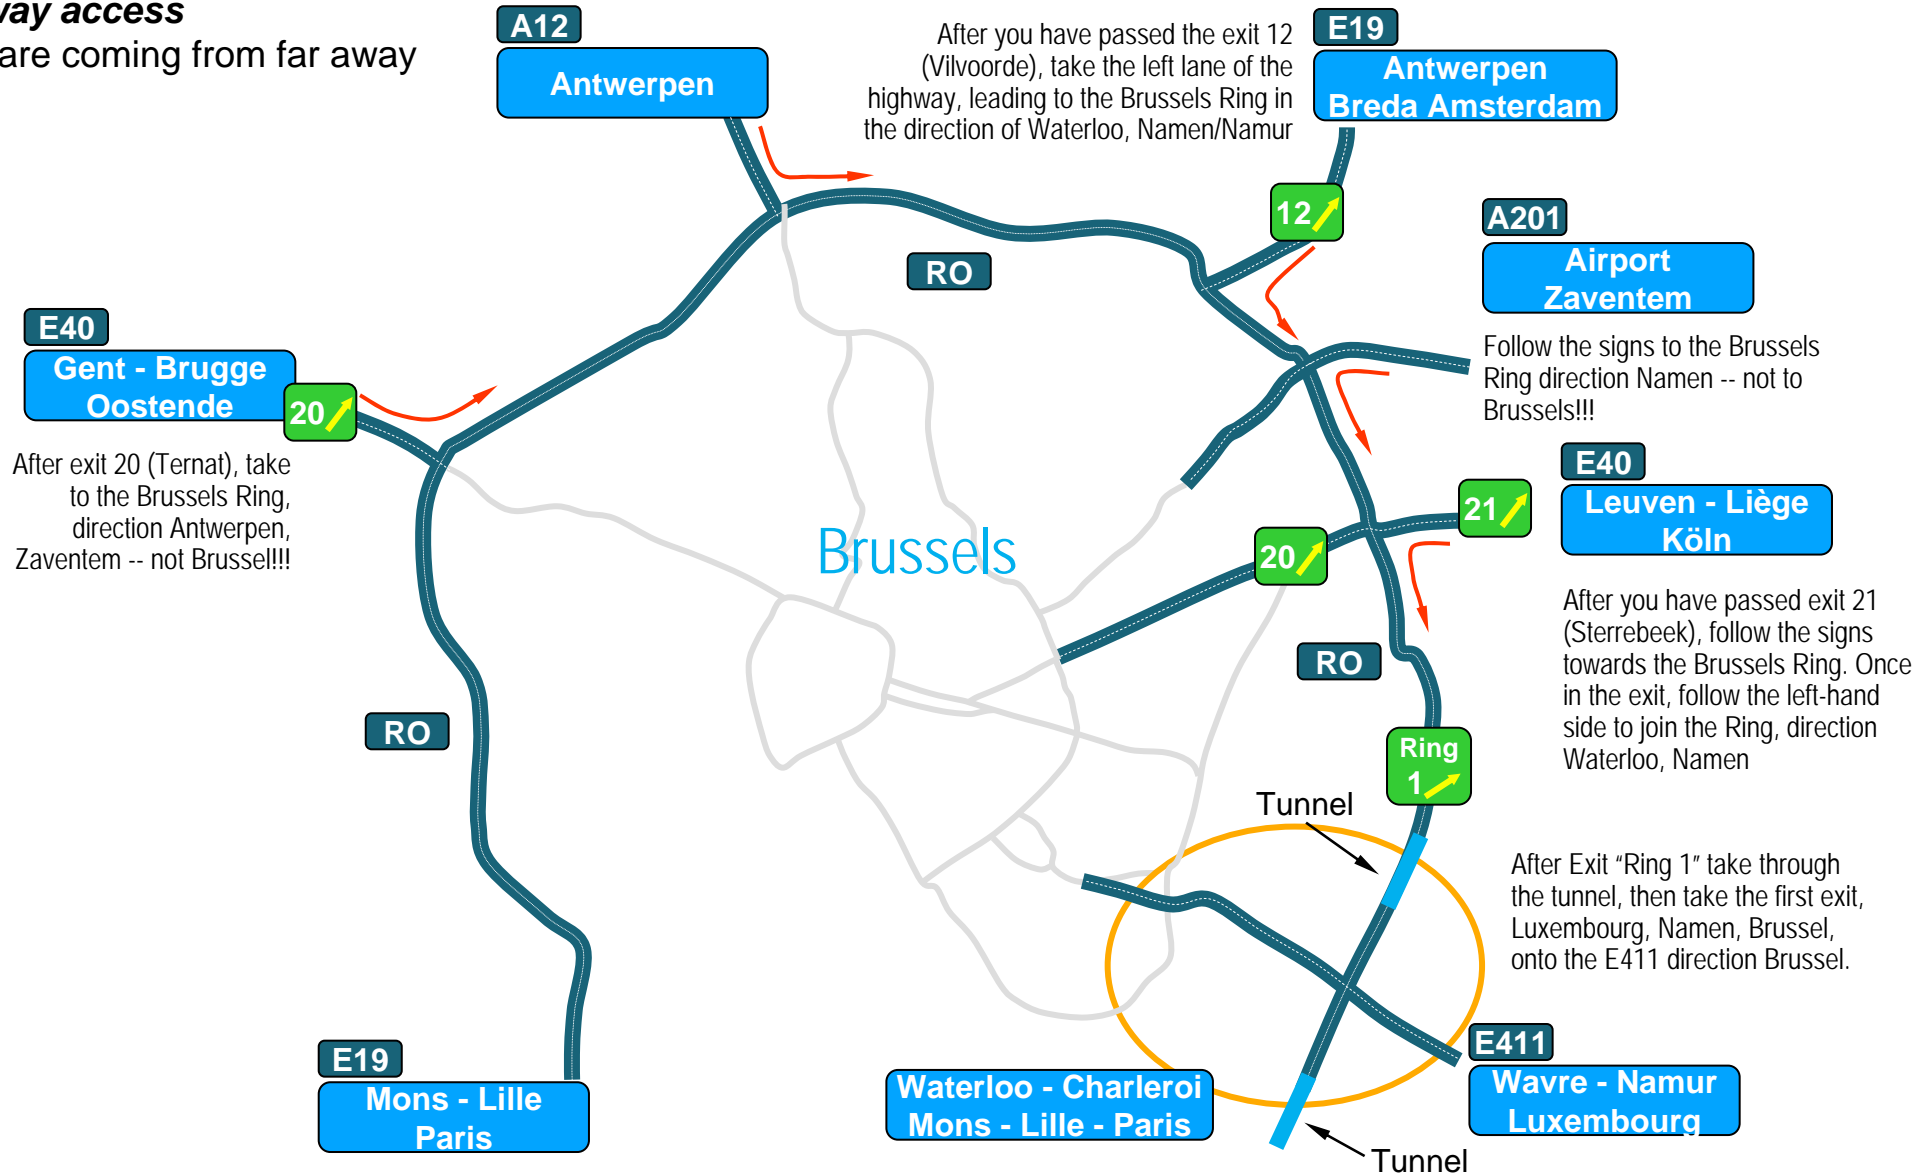 way access
are coming from far away
A12
Antwerpen
After you have passed the exit 12
(Vilvoorde), take the left lane of the
highway, leading to the Brussels Ring in
the direction of Waterloo, Namen/Namur
E19
Antwerpen
Breda Amsterdam
12
A201
Airport
Zaventem
Follow the signs to the Brussels
Ring direction Namen -- not to
Brussels!!!
RO
E40
Gent - Brugge
Oostende
20
After exit 20 (Ternat), take
to the Brussels Ring,
direction Antwerpen,
Zaventem -- not Brussel!!!
Brussels
E40
Leuven - Liège
Köln
21
20
After you have passed exit 21
(Sterrebeek), follow the signs
towards the Brussels Ring. Once
in the exit, follow the left-hand
side to join the Ring, direction
Waterloo, Namen
RO
RO
Ring
1
Tunnel
After Exit “Ring 1” take through
the tunnel, then take the first exit,
Luxembourg, Namen, Brussel,
onto the E411 direction Brussel.
E19
Mons - Lille
Paris
Waterloo - Charleroi
Mons - Lille - Paris
E411
Wavre - Namur
Luxembourg
Tunnel